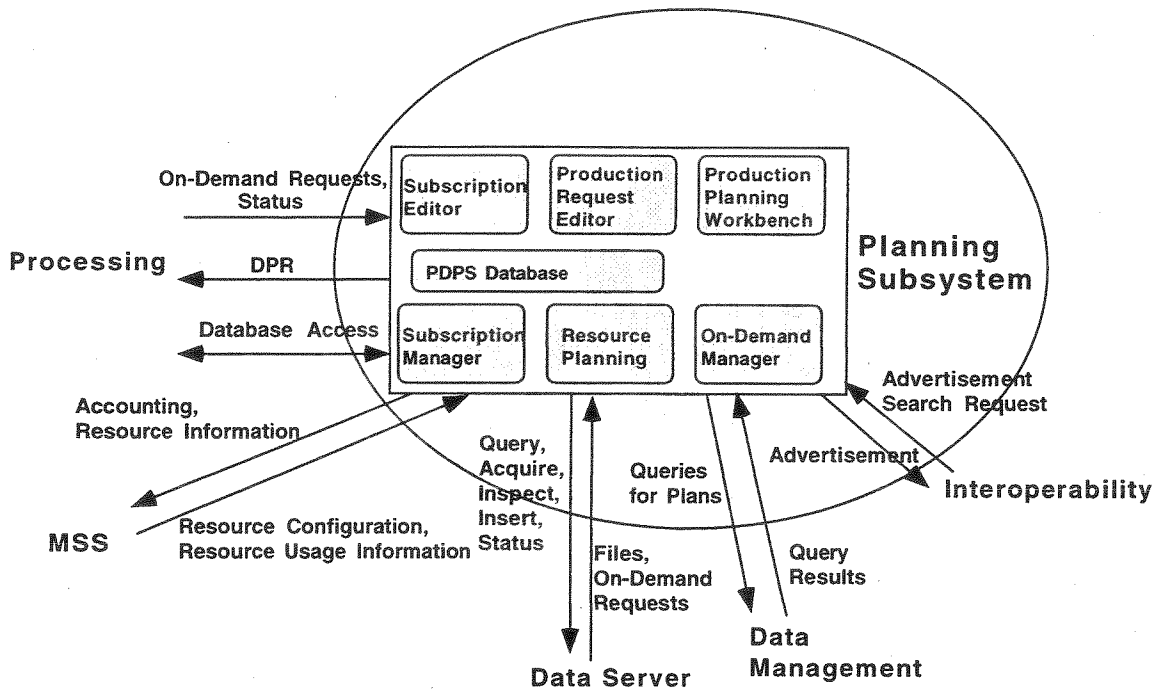 On-Demand Requests,
Status
Processing
DPR
Database Access
Subscription
Editor
Production
Request
Editor
Production
Planning
Workbench
PDPS Database
Subscription
Manager
Resource
Planning
On-Demand
Manager
Planning
Subsystem
Accounting,
Resource Information
MSS
Resource Configuration,
Resource Usage Information
Query,
Acquire,
Inspect,
Insert,
Status
Files,
On-Demand
Requests
Data Server
Queries
for Plans
Query
Results
Data
Management
Advertisement
Search Request
Advertisement
Interoperability